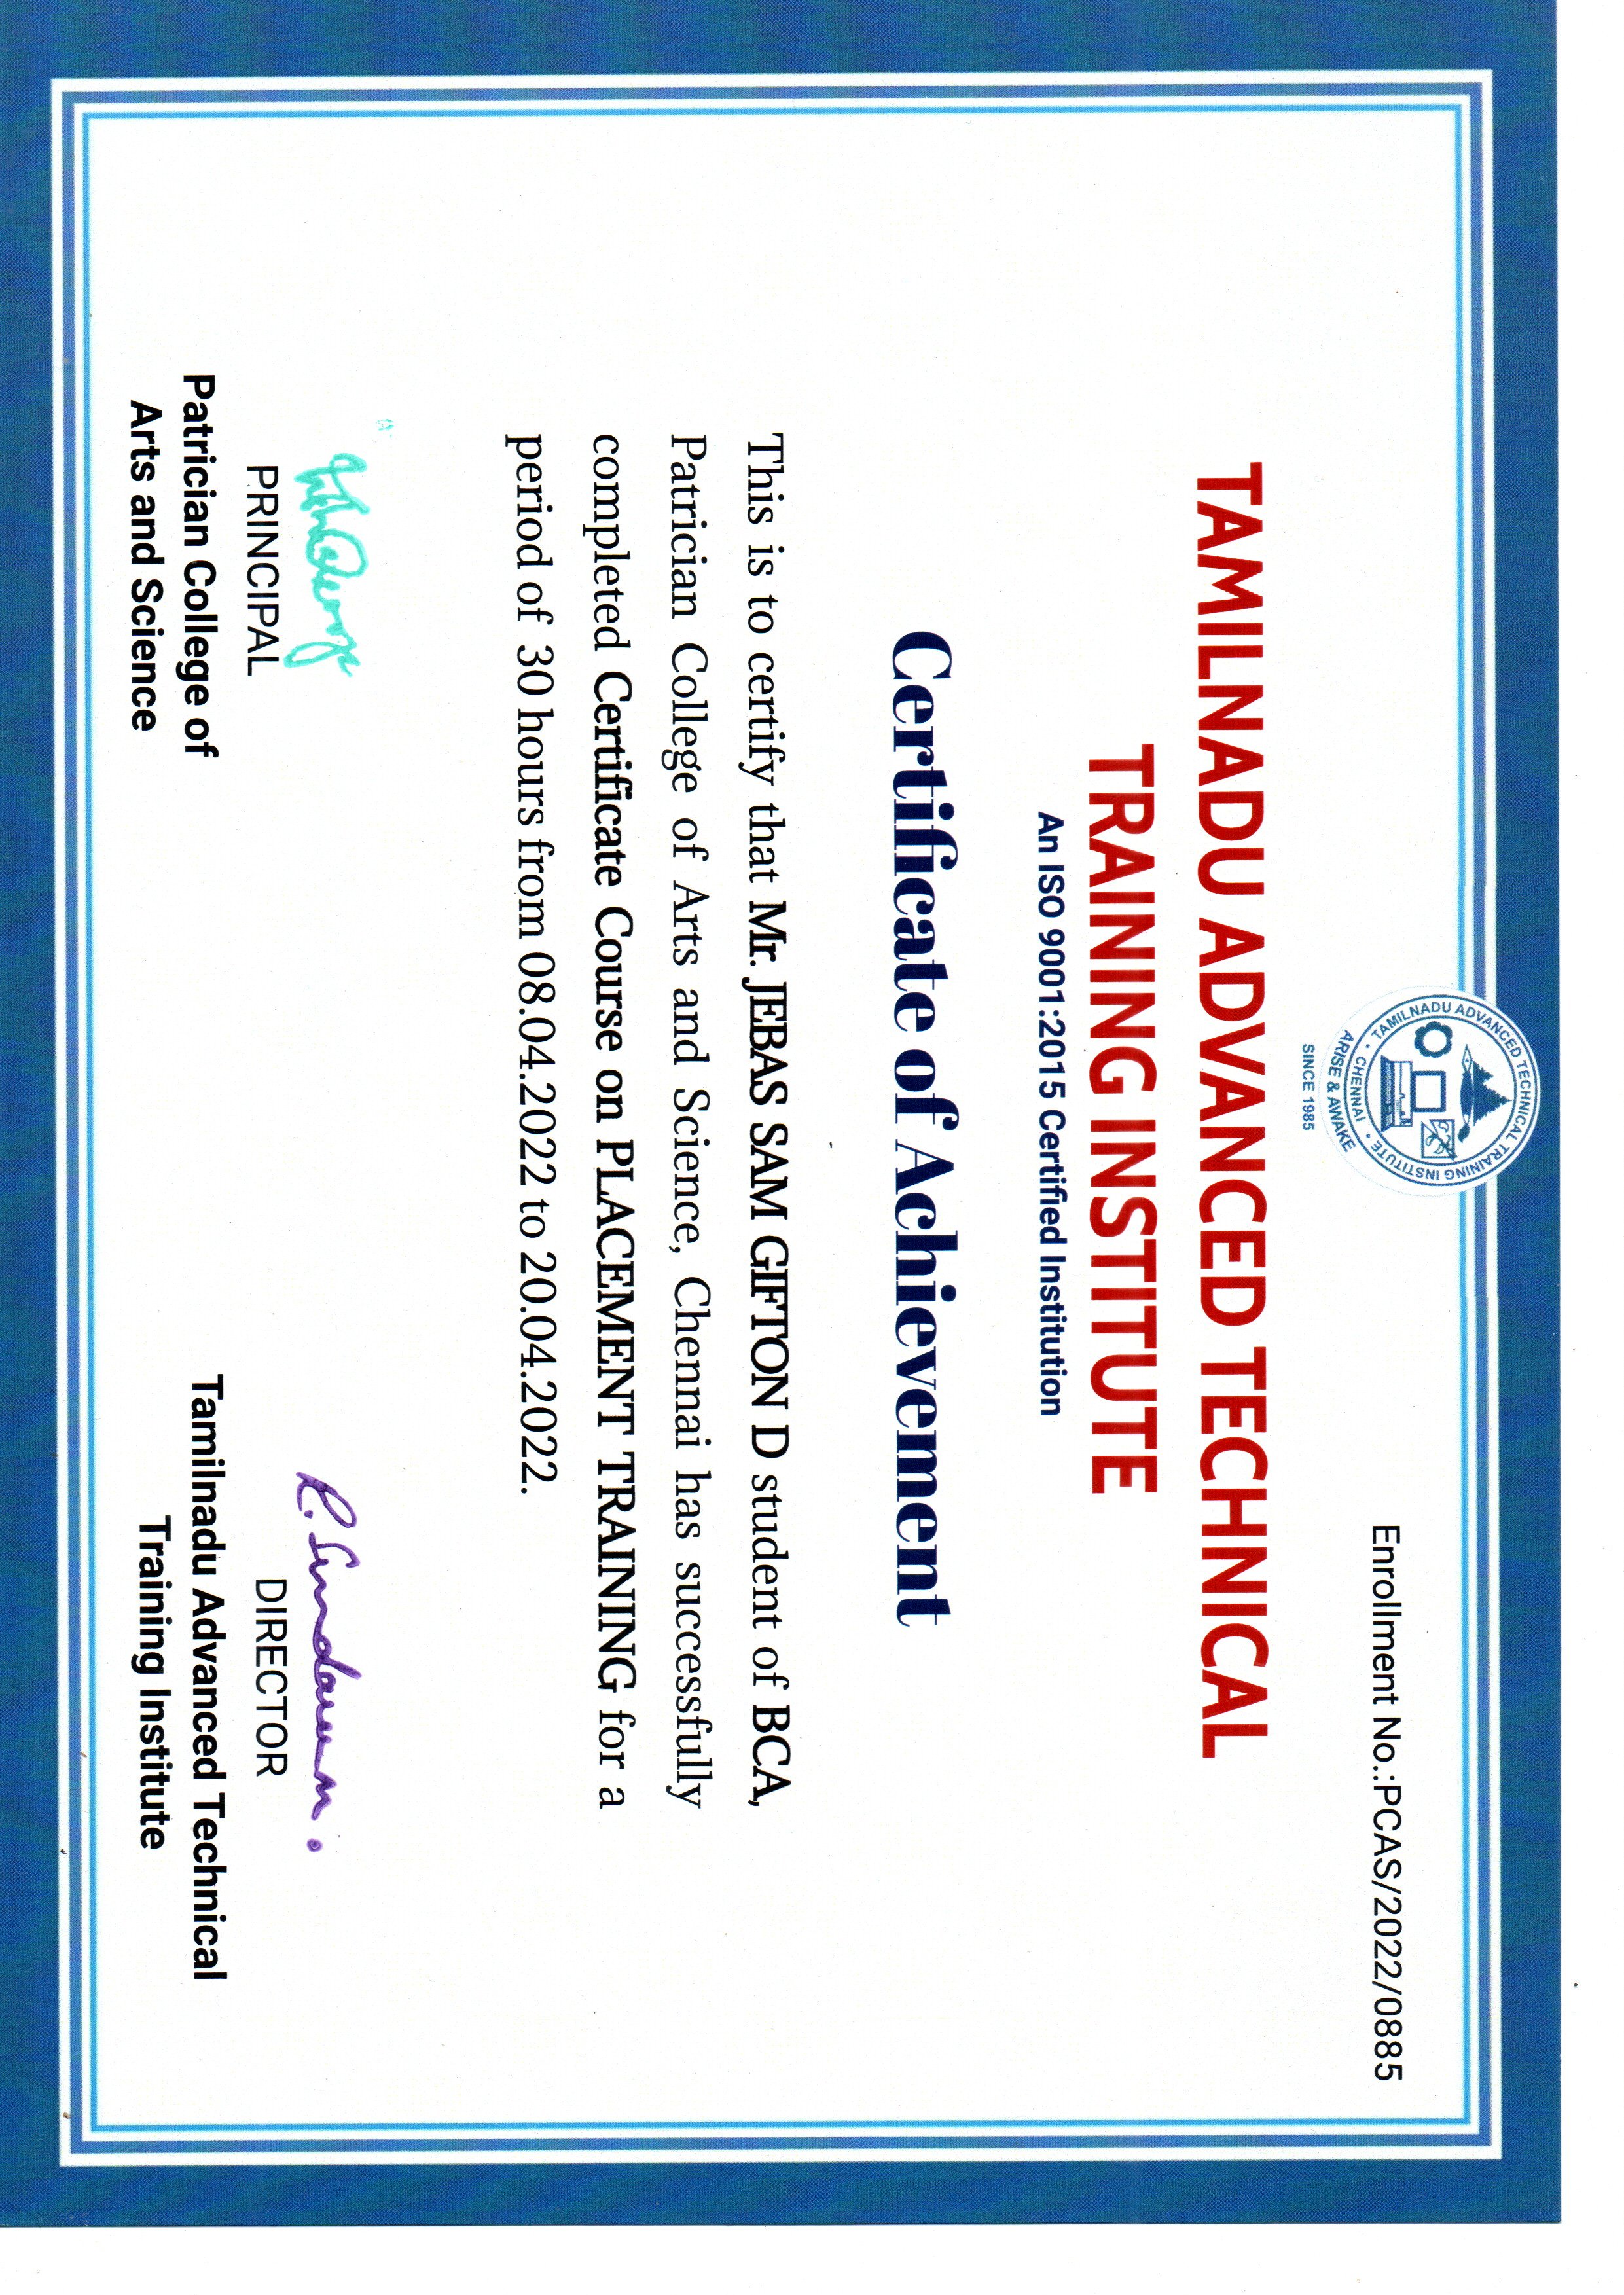 TAMILNADU ADVANCED TECHNICAL TRAINING INSTITUTE
• CHENNAI •
ARISE & AWAKE
SINCE 1985
Enrollment No.:PCAS/2022/0885
TAMILNADU ADVANCED TECHNICAL
TRAINING INSTITUTE
An ISO 9001:2015 Certified Institution
Certificate of Achievement
This is to certify that Mr. JEBAS SAM GIFTON D student of BCA,
Patrician College of Arts and Science, Chennai has successfully
completed Certificate Course on PLACEMENT TRAINING for a
period of 30 hours from 08.04.2022 to 20.04.2022.
R. Sundaram.
PRINCIPAL
DIRECTOR
Patrician College of
Arts and Science
Tamilnadu Advanced Technical
Training Institute